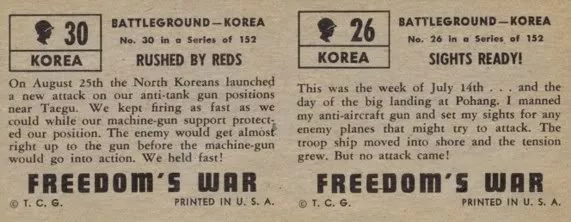 30
KOREA
BATTLEGROUND—KOREA
No. 30 in a Series of 152
RUSHED BY REDS
On August 25th the North Koreans launched
a new attack on our anti-tank gun positions
near Taegu. We kept firing as fast as we
could while our machine-gun support protect-
ed our position. The enemy would get almost
right up to the gun before the machine-gun
would go into action. We held fast!
FREEDOM'S WAR
© T. C. G.
PRINTED IN U. S. A.
26
KOREA
BATTLEGROUND—KOREA
No. 26 in a Series of 152
SIGHTS READY!
This was the week of July 14th . . . and the
day of the big landing at Pohang. I manned
my anti-aircraft gun and set my sights for any
enemy planes that might try to attack. The
troop ship moved into shore and the tension
grew. But no attack came!
FREEDOM'S WAR
© T. C. G.
PRINTED IN U. S. A.